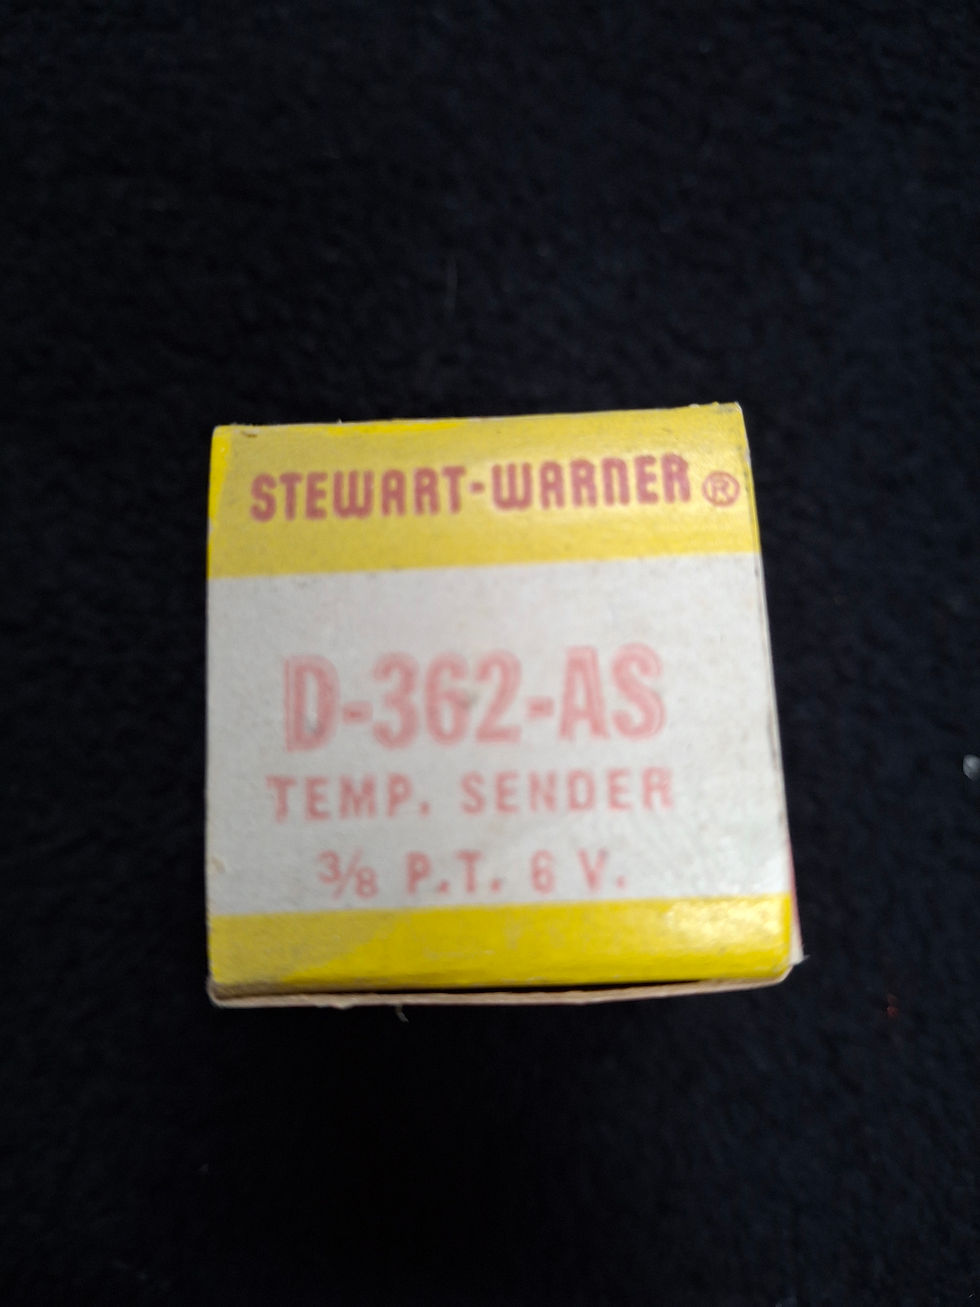 STEWART-WARNER®
D-362-AS
TEMP. SENDER
3/8 P.T. 6 V.